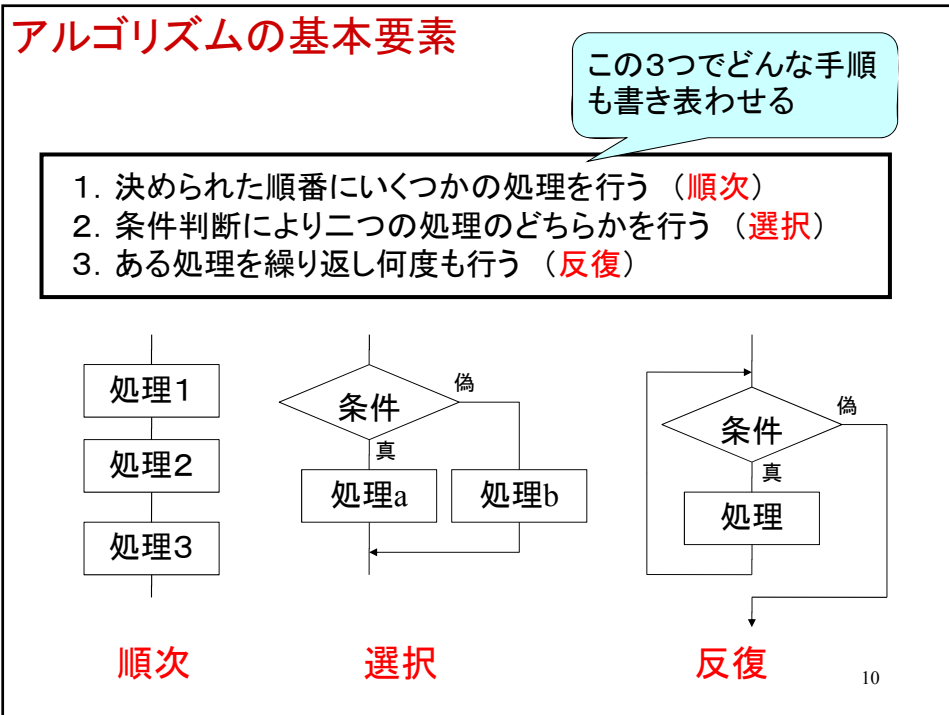 アルゴリズムの基本要素
この３つでどんな手順
も書き表わせる
１．決められた順番にいくつかの処理を行う （順次）
２．条件判断により二つの処理のどちらかを行う （選択）
３．ある処理を繰り返し何度も行う （反復）
処理１
処理２
処理３
順次
条件
偽
真
処理a
処理b
選択
条件
偽
真
処理
反復
10